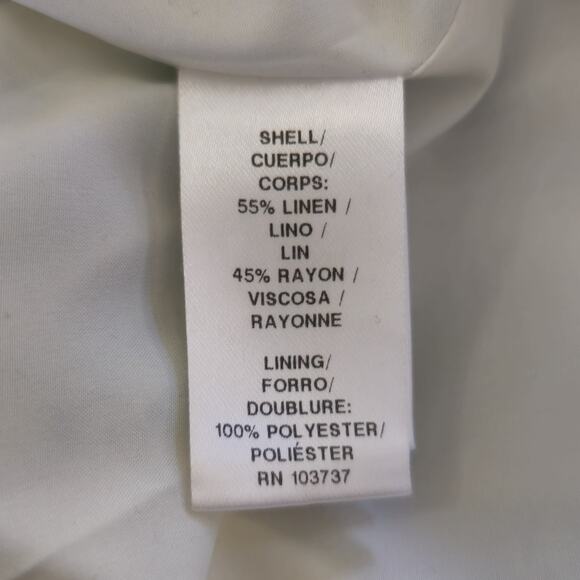 SHELL/
CUERPO/
CORPS:
55% LINEN /
LINO /
LIN
45% RAYON /
VISCOSA /
RAYONNE
LINING/
FORRO/
DOUBLURE:
100% POLYESTER/
POLIÉSTER
RN 103737